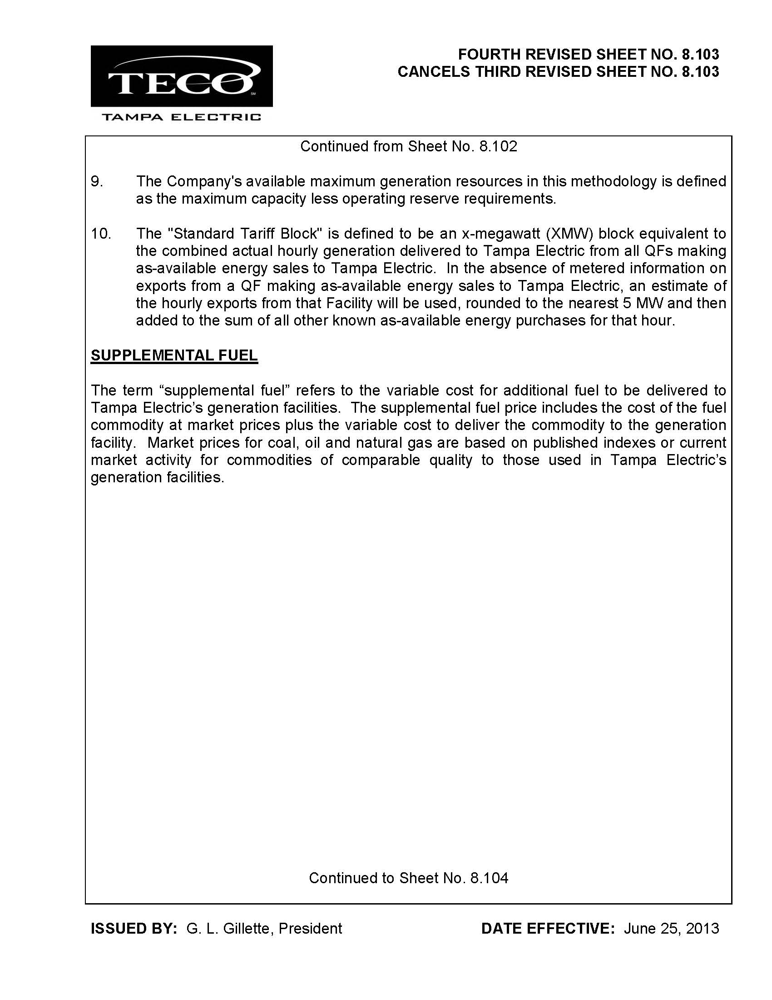 TECO
SM
TAMPA ELECTRIC
FOURTH REVISED SHEET NO. 8.103
CANCELS THIRD REVISED SHEET NO. 8.103
Continued from Sheet No. 8.102
9. The Company's available maximum generation resources in this methodology is defined
as the maximum capacity less operating reserve requirements.
10. The "Standard Tariff Block" is defined to be an x-megawatt (XMW) block equivalent to
the combined actual hourly generation delivered to Tampa Electric from all QFs making
as-available energy sales to Tampa Electric. In the absence of metered information on
exports from a QF making as-available energy sales to Tampa Electric, an estimate of
the hourly exports from that Facility will be used, rounded to the nearest 5 MW and then
added to the sum of all other known as-available energy purchases for that hour.
SUPPLEMENTAL FUEL
The term “supplemental fuel” refers to the variable cost for additional fuel to be delivered to
Tampa Electric’s generation facilities. The supplemental fuel price includes the cost of the fuel
commodity at market prices plus the variable cost to deliver the commodity to the generation
facility. Market prices for coal, oil and natural gas are based on published indexes or current
market activity for commodities of comparable quality to those used in Tampa Electric’s
generation facilities.
Continued to Sheet No. 8.104
ISSUED BY: G. L. Gillette, President
DATE EFFECTIVE: June 25, 2013